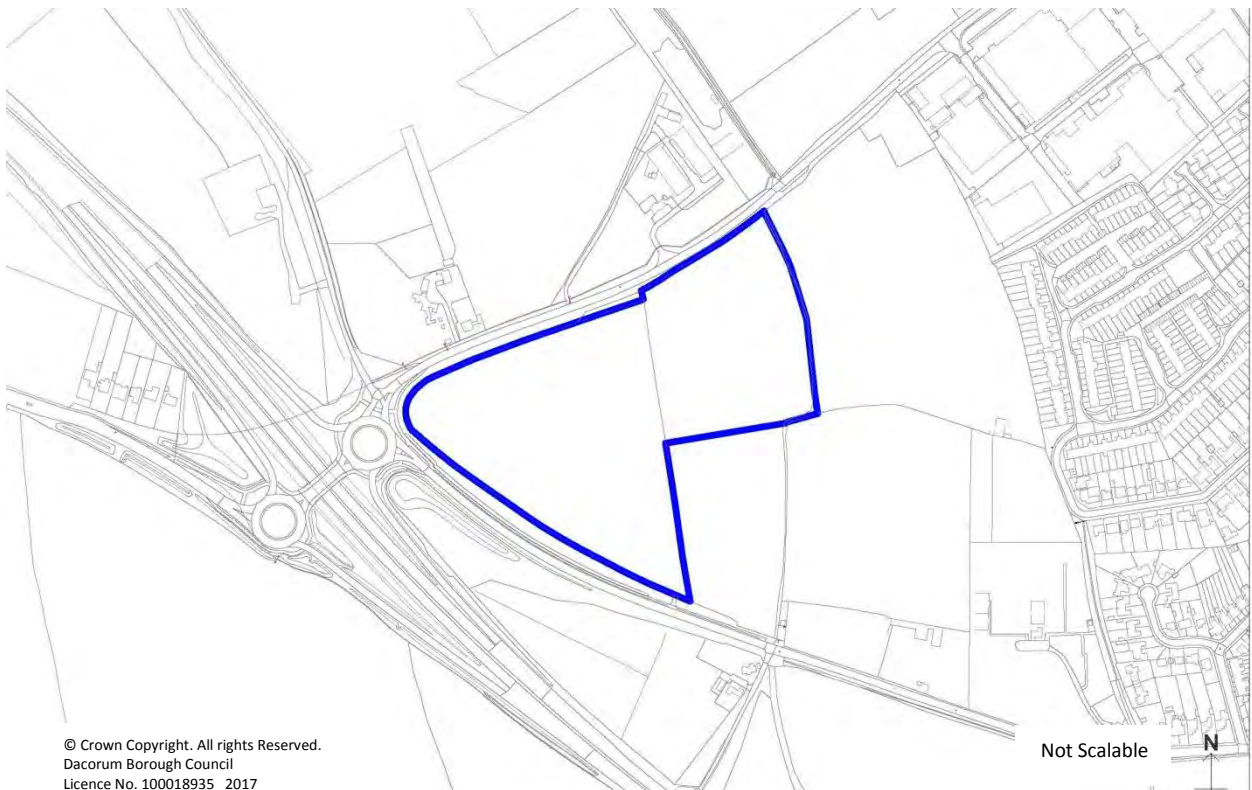 © Crown Copyright. All rights Reserved.
Dacorum Borough Council
Licence No. 100018935 2017
Not Scalable
N